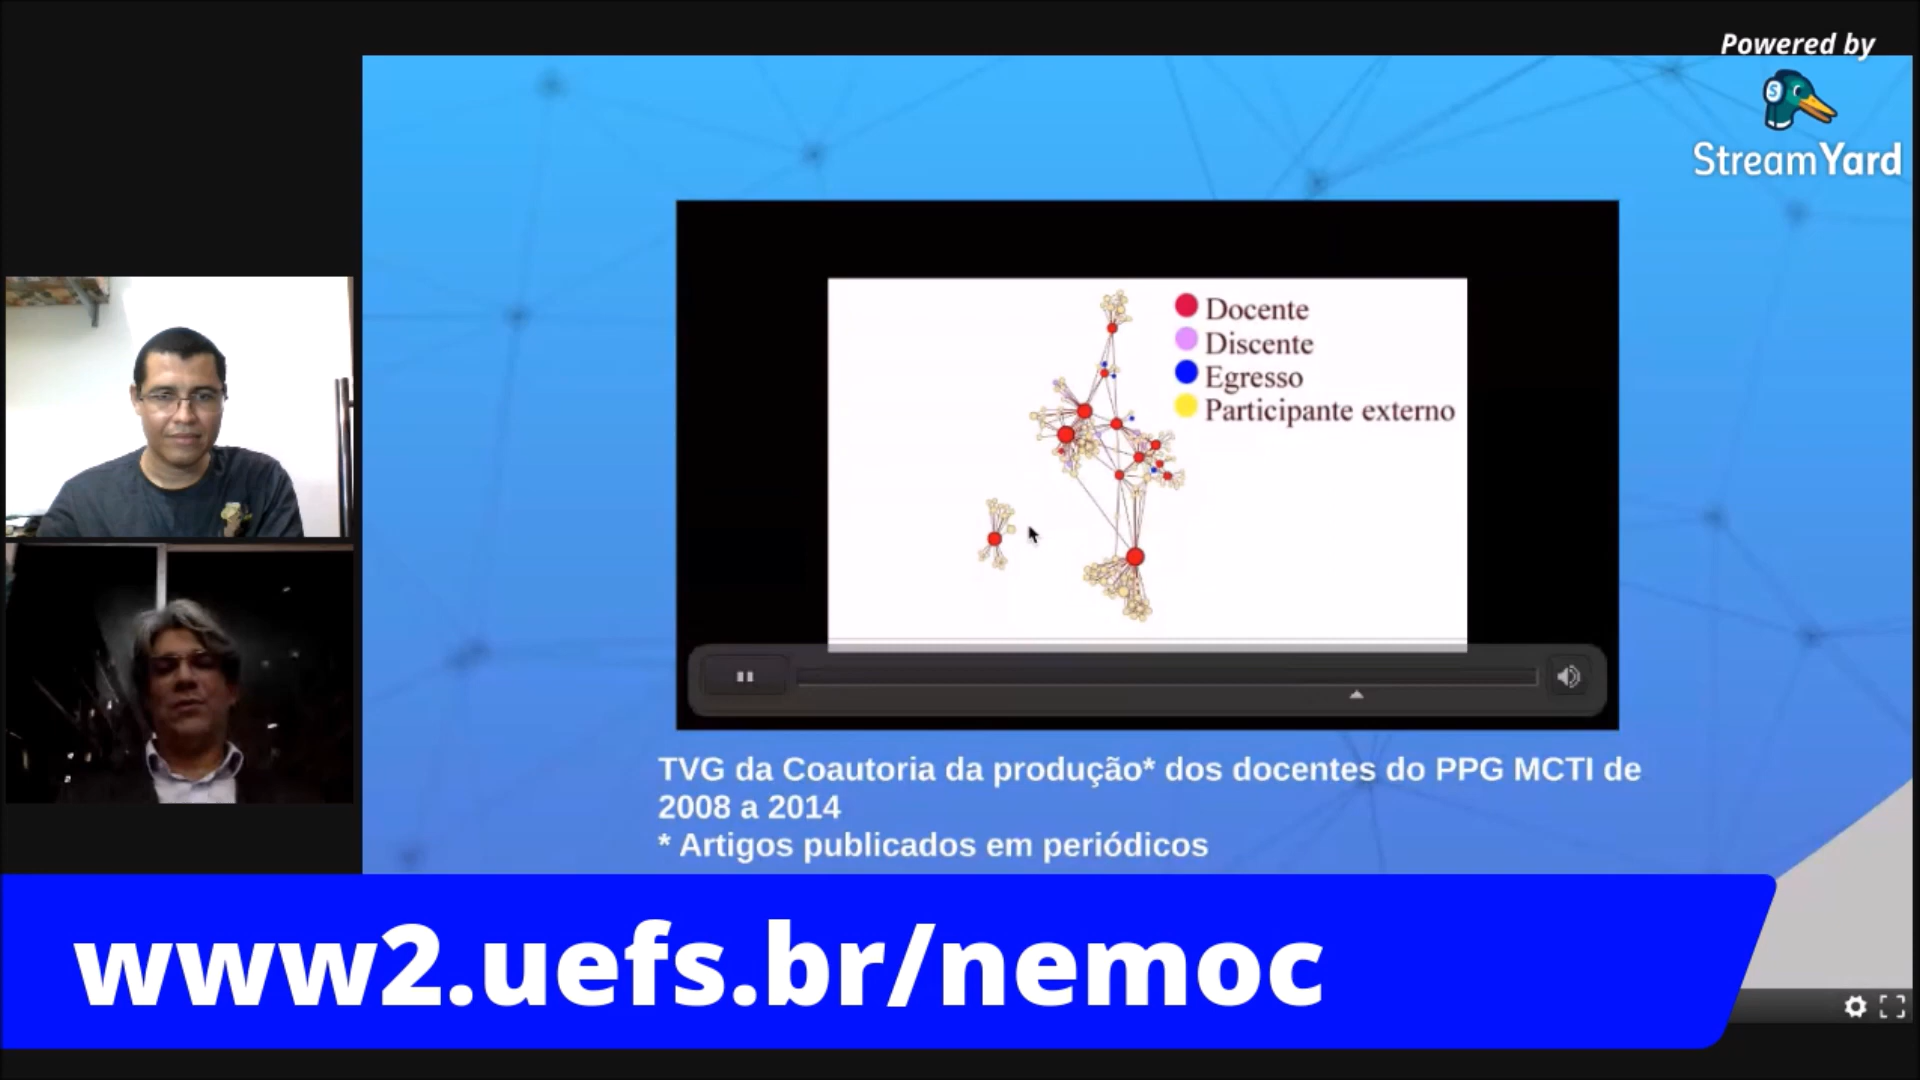 Powered by
StreamYard
Docente
Discente
Egresso
Participante externo
TVG da Coautoria da produção* dos docentes do PPG MCTI de
2008 a 2014
* Artigos publicados em periódicos
www2.uefs.br/nemoc